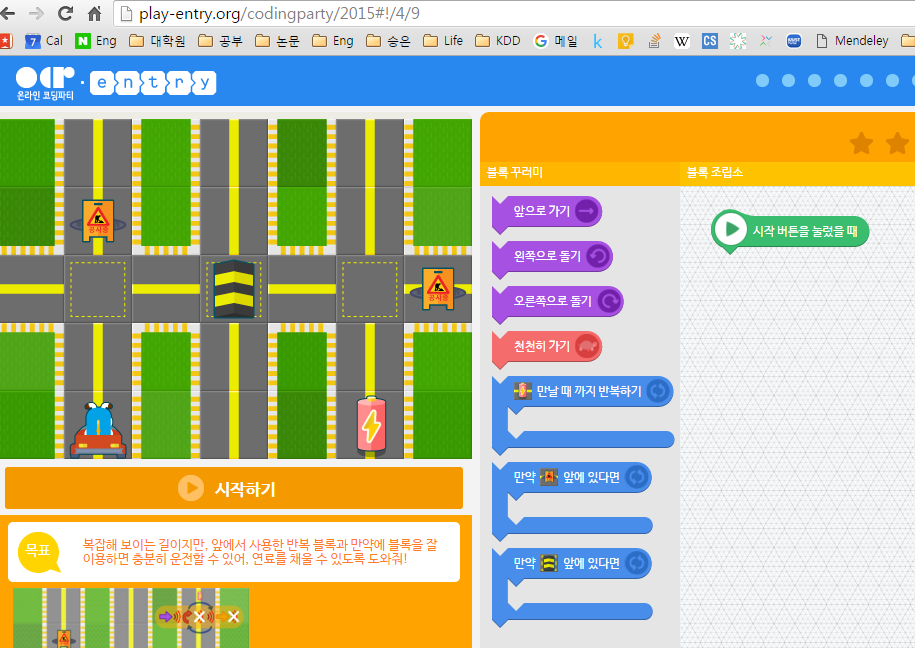 play-entry.org/codingparty/2015#!/4/9
7 Cal N Eng 대학원 공부 논문 Eng 승은 Life KDD G 메일 k W CS Mendeley
온라인 코딩파티
entry
블록 꾸러미 블록 조립소
앞으로 가기
시작 버튼을 눌렀을 때
왼쪽으로 돌기
오른쪽으로 돌기
천천히 가기
만날 때 까지 반복하기
만약 앞에 있다면
만약 앞에 있다면
공사중
공사중
시작하기
목표
복잡해 보이는 길이지만, 앞에서 사용한 반복 블록과 만약에 블록을 잘
이용하면 충분히 운전할 수 있어, 연료를 채울 수 있도록 도와줘!